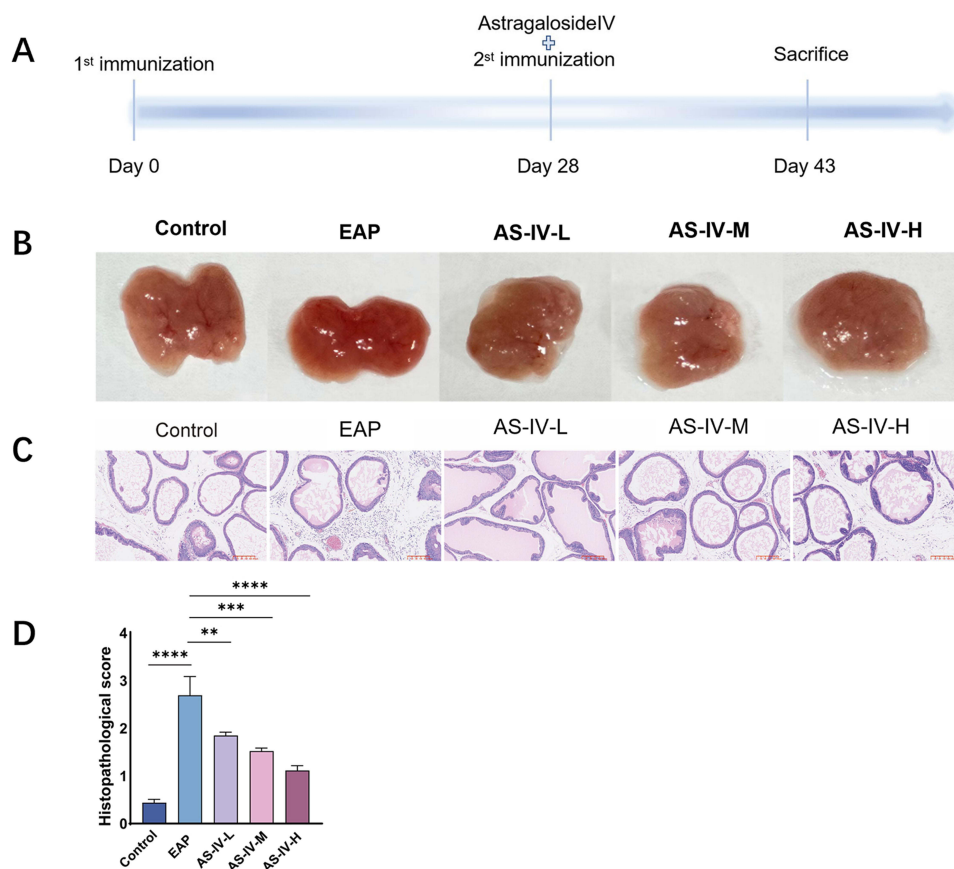 A
1st immunization
AstragalosideIV
2st immunization
Sacrifice
Day 0
Day 28
Day 43
B
Control
EAP
AS-IV-L
AS-IV-M
AS-IV-H
C
Control
EAP
AS-IV-L
AS-IV-M
AS-IV-H
D
****
***
**
****
Histopathological score
4
3
2
1
0
Control
EAP
AS-IV-L
AS-IV-M
AS-IV-H